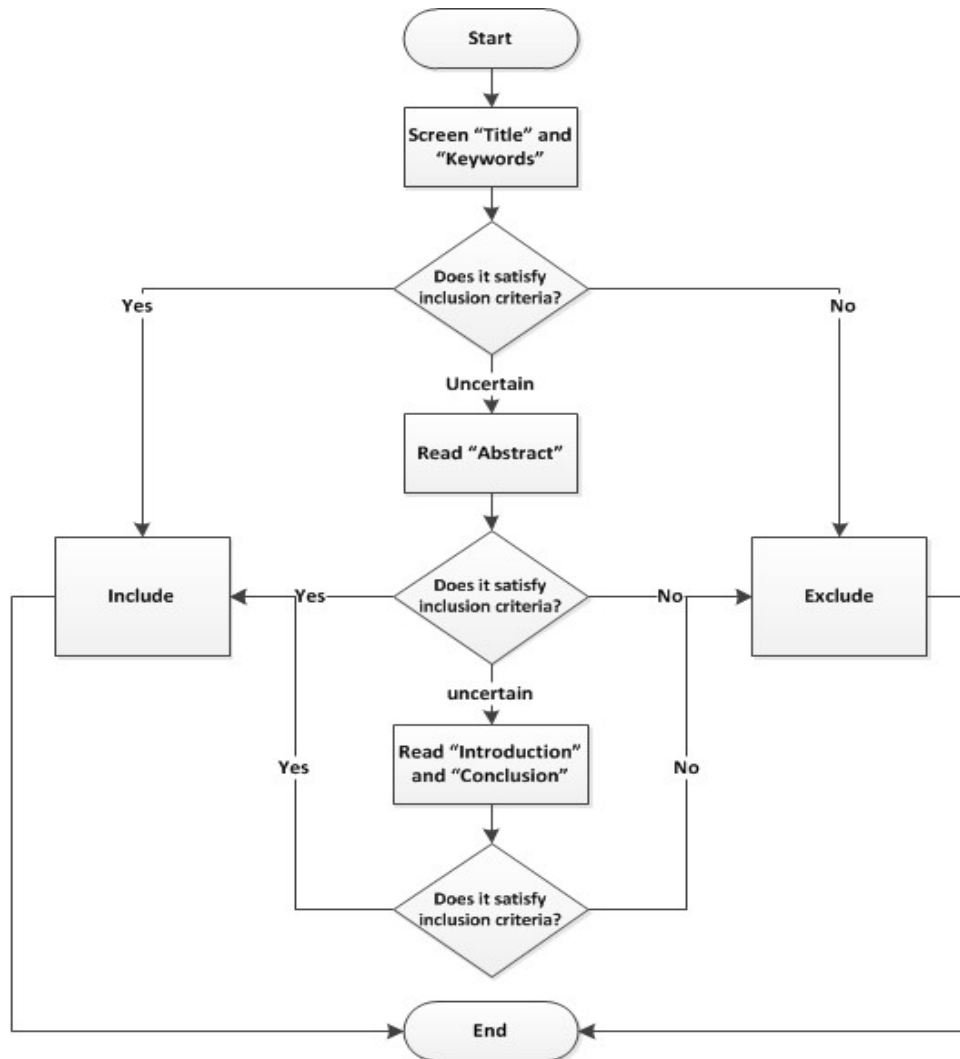 Start
Screen “Title” and
“Keywords”
Does it satisfy
inclusion criteria?
Yes
No
Uncertain
Read “Abstract”
Include
Yes
Does it satisfy
inclusion criteria?
No
Exclude
uncertain
Read “Introduction”
and “Conclusion”
Yes
No
Does it satisfy
inclusion criteria?
End